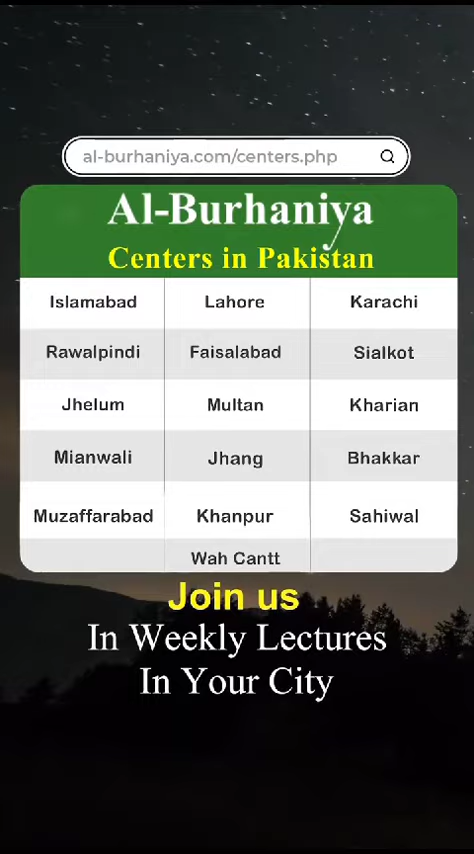 al-burhaniya.com/centers.php
Al-Burhaniya
Centers in Pakistan
Islamabad Lahore Karachi
Rawalpindi Faisalabad Sialkot
Jhelum Multan Kharian
Mianwali Jhang Bhakkar
Muzaffarabad Khanpur Sahiwal
Wah Cantt
Join us
In Weekly Lectures
In Your City